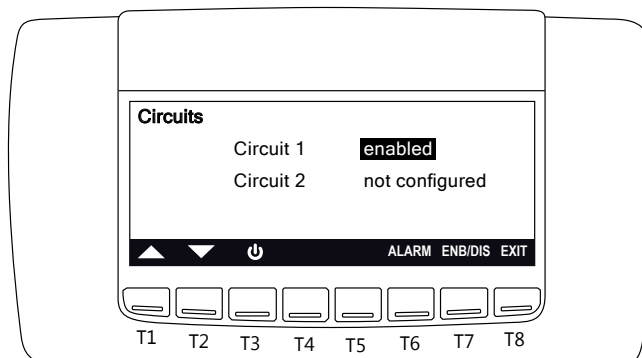 Circuits
Circuit 1 enabled
Circuit 2 not configured
ALARM ENB/DIS EXIT
T1 T2 T3 T4 T5 T6 T7 T8